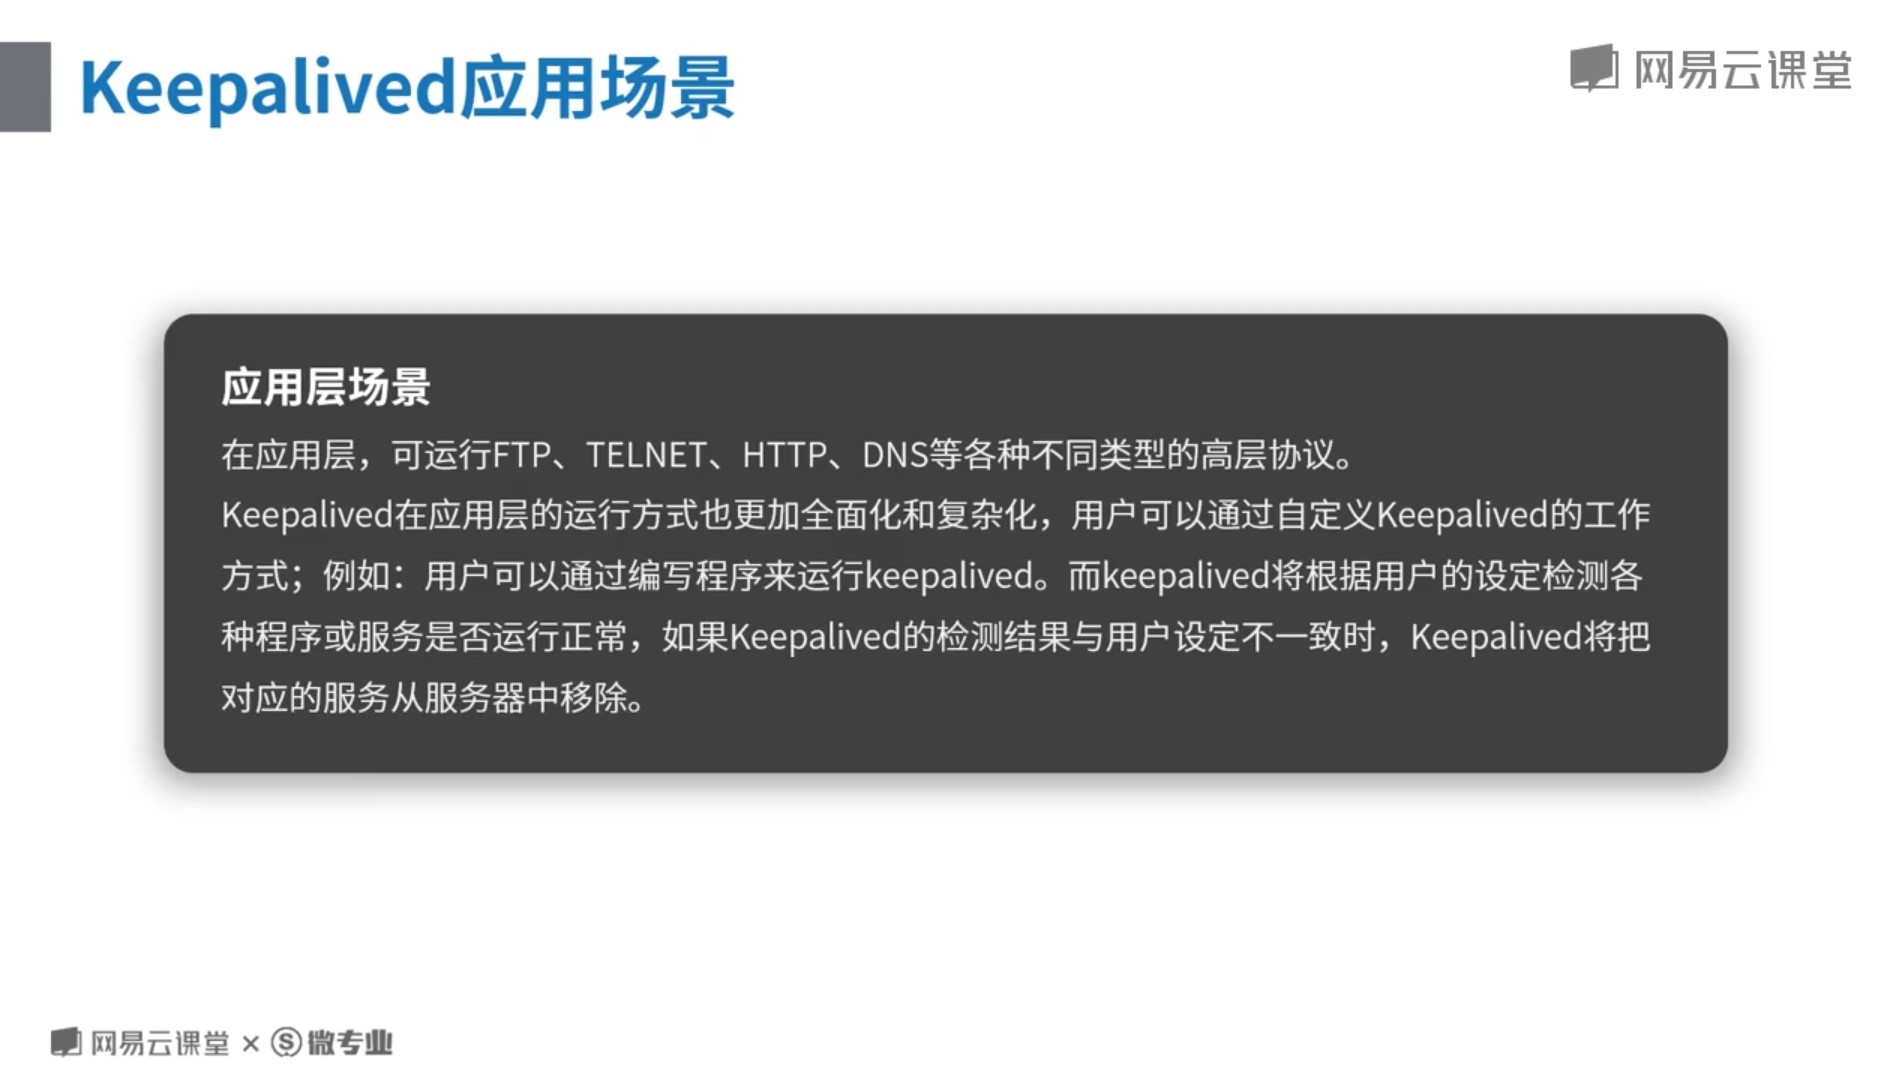 Keepalived应用场景
网易云课堂
应用层场景
在应用层，可运行FTP、TELNET、HTTP、DNS等各种不同类型的高层协议。
Keepalived在应用层的运行方式也更加全面化和复杂化，用户可以通过自定义Keepalived的工作
方式；例如：用户可以通过编写程序来运行keepalived。而keepalived将根据用户的设定检测各
种程序或服务是否运行正常，如果Keepalived的检测结果与用户设定不一致时，Keepalived将把
对应的服务从服务器中移除。
网易云课堂 × S 微专业